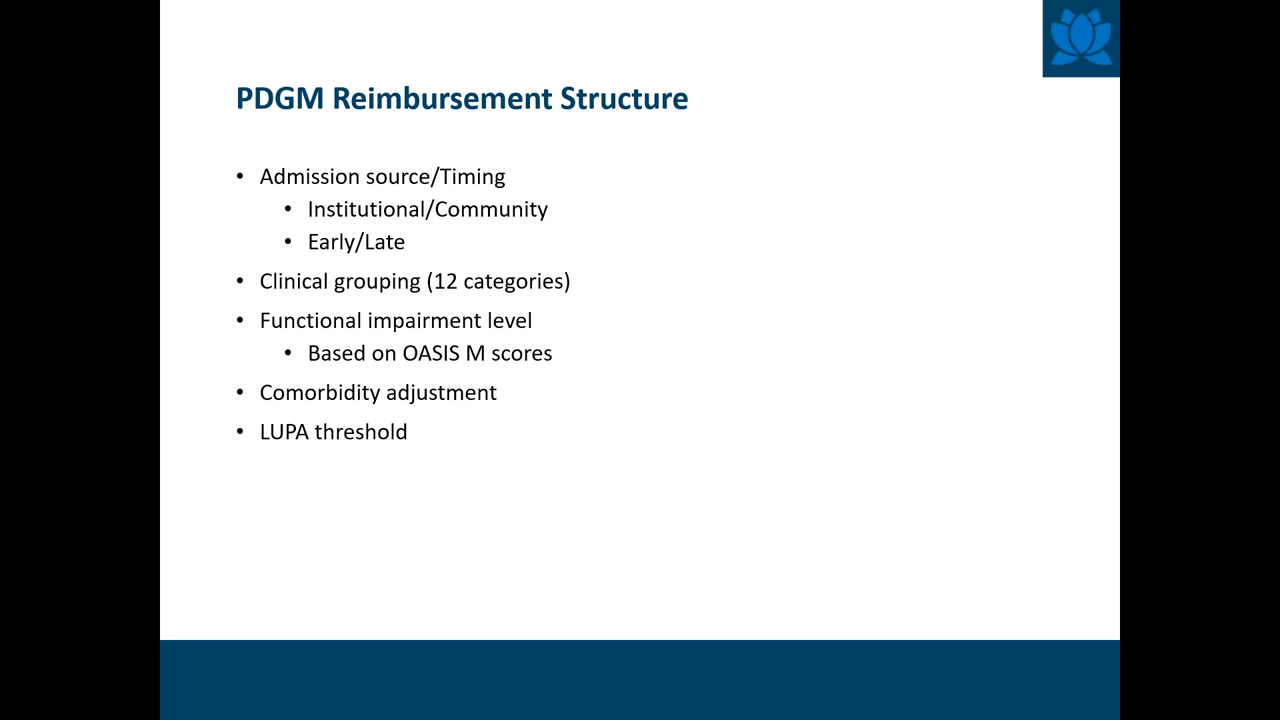 PDGM Reimbursement Structure
• Admission source/Timing
• Institutional/Community
• Early/Late
• Clinical grouping (12 categories)
• Functional impairment level
• Based on OASIS M scores
• Comorbidity adjustment
• LUPA threshold